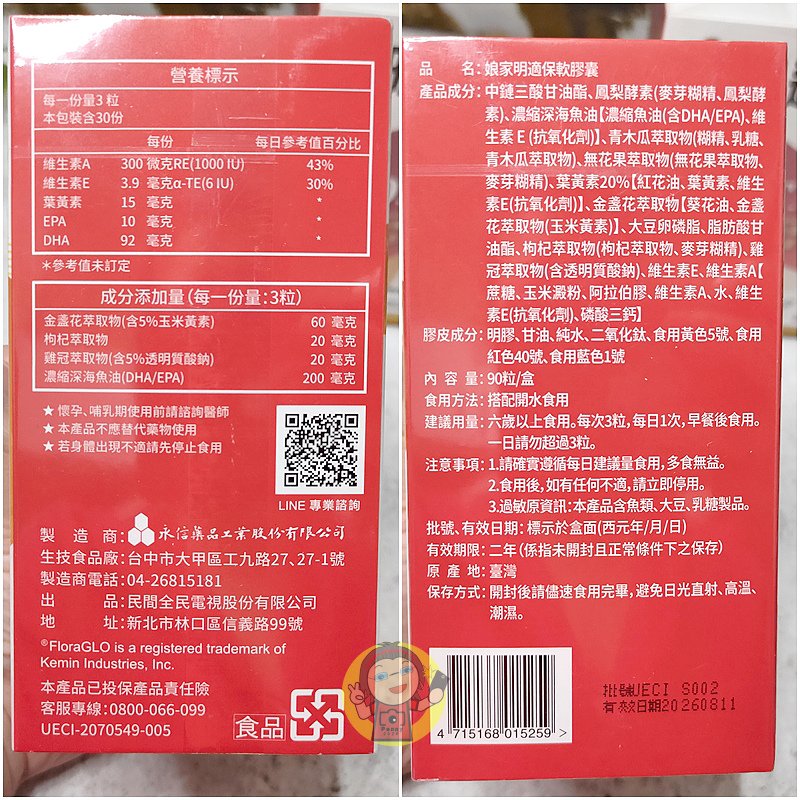 營養標示
每一份量3 粒
本包裝含30份
每份 每日參考值百分比
維生素A 300 微克RE(1000 IU) 43%
維生素E 3.9 毫克α-TE(6 IU) 30%
葉黃素 15 毫克 *
EPA 10 毫克 *
DHA 92 毫克 *
*參考值未訂定
成分添加量(每一份量:3粒)
金盞花萃取物(含5%玉米黃素) 60 毫克
枸杞萃取物 20 毫克
雞冠萃取物(含5%透明質酸鈉) 20 毫克
濃縮深海魚油(DHA/EPA) 200 毫克
★ 懷孕、哺乳期使用前請諮詢醫師
★ 本產品不應替代藥物使用
★ 若身體出現不適請先停止食用
LINE 專業諮詢
製造商:永信藥品工業股份有限公司
生技食品廠:台中市大甲區工九路27、27-1號
製造商電話:04-26815181
出品:民間全民電視股份有限公司
地址:新北市林口區信義路99號
®FloraGLO is a registered trademark of
Kemin Industries, Inc.
本產品已投保產品責任險
客服專線:0800-066-099
UECI-2070549-005
食品
品名:娘家明適保軟膠囊
產品成分:中鏈三酸甘油酯、鳳梨酵素(麥芽糊精、鳳梨酵
素)、濃縮深海魚油【濃縮魚油(含DHA/EPA)、維
生素E(抗氧化劑)】、青木瓜萃取物(糊精、乳糖、
青木瓜萃取物)、無花果萃取物(無花果萃取物、
麥芽糊精)、葉黃素20%【紅花油、葉黃素、維生
素E(抗氧化劑)】、金盞花萃取物【葵花油、金盞
花萃取物(玉米黃素)】、大豆卵磷脂、脂肪酸甘
油酯、枸杞萃取物(枸杞萃取物、麥芽糊精)、雞
冠萃取物(含透明質酸鈉)、維生素E、維生素A【
蔗糖、玉米澱粉、阿拉伯膠、維生素A、水、維生
素E(抗氧化劑)、磷酸三鈣】
膠皮成分:明膠、甘油、純水、二氧化鈦、食用黃色5號、食用
紅色40號、食用藍色1號
內容量:90粒/盒
食用方法:搭配開水食用
建議用量:六歲以上食用。每次3粒,每日1次,早餐後食用。
一日請勿超過3粒。
注意事項:1.請確實遵循每日建議量食用,多食無益。
2.食用後,如有任何不適,請立即停用。
3.過敏原資訊:本產品含魚類、大豆、乳糖製品。
批號、有效日期:標示於盒面(西元年/月/日)
有效期限:二年(係指未開封且正常條件下之保存)
原產地:臺灣
保存方式:開封後請儘速食用完畢,避免日光直射、高溫、
潮濕。
4 715168 015259 >
批號UECI S002
有效日期20260811